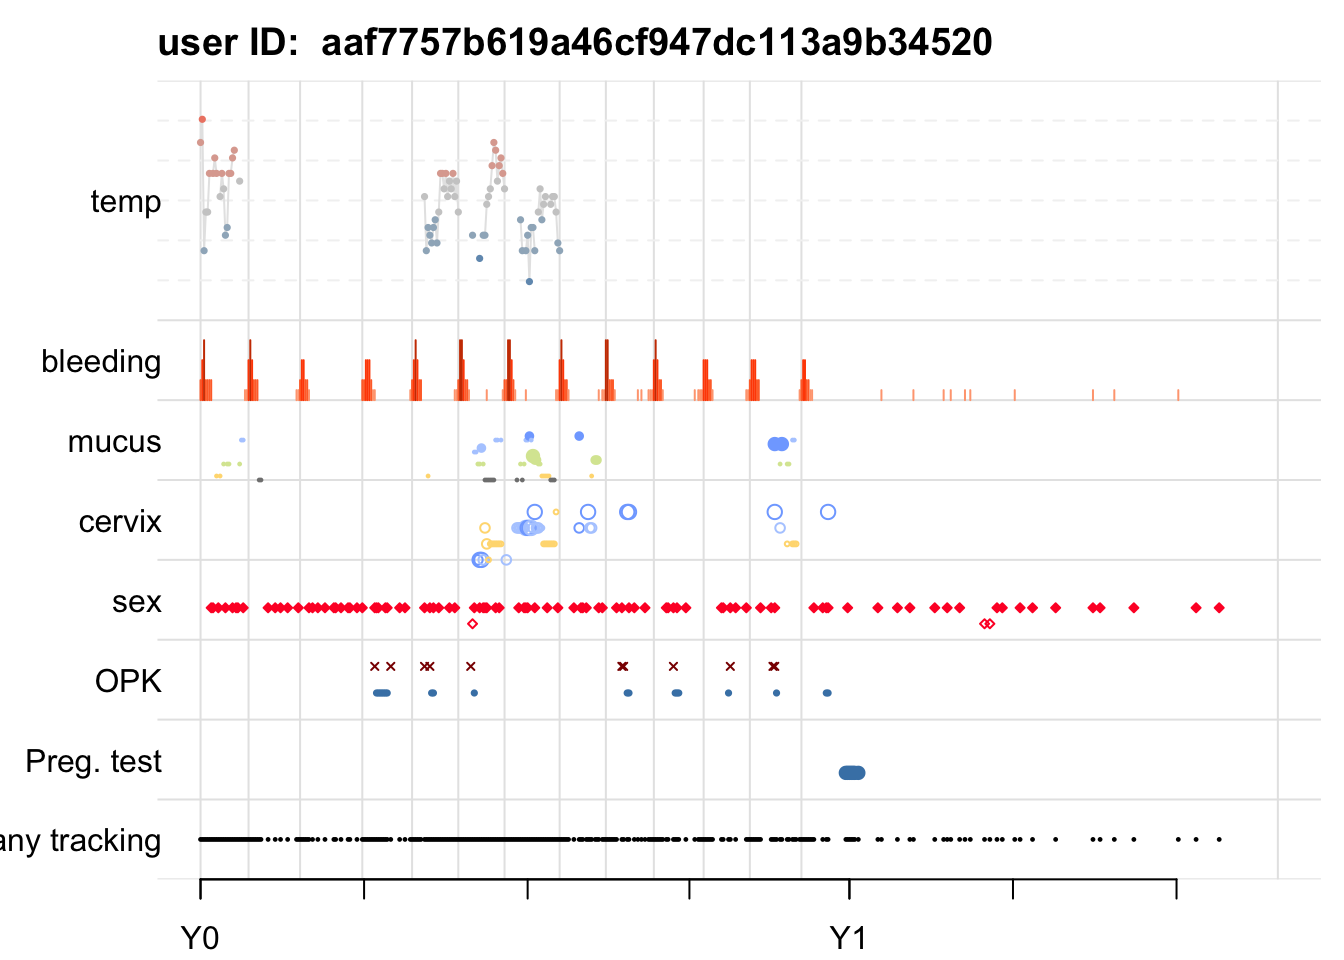 user ID:  aaf7757b619a46cf947dc113a9b34520
temp
bleeding
mucus
cervix
sex
OPK
Preg. test
any tracking
Y0
Y1